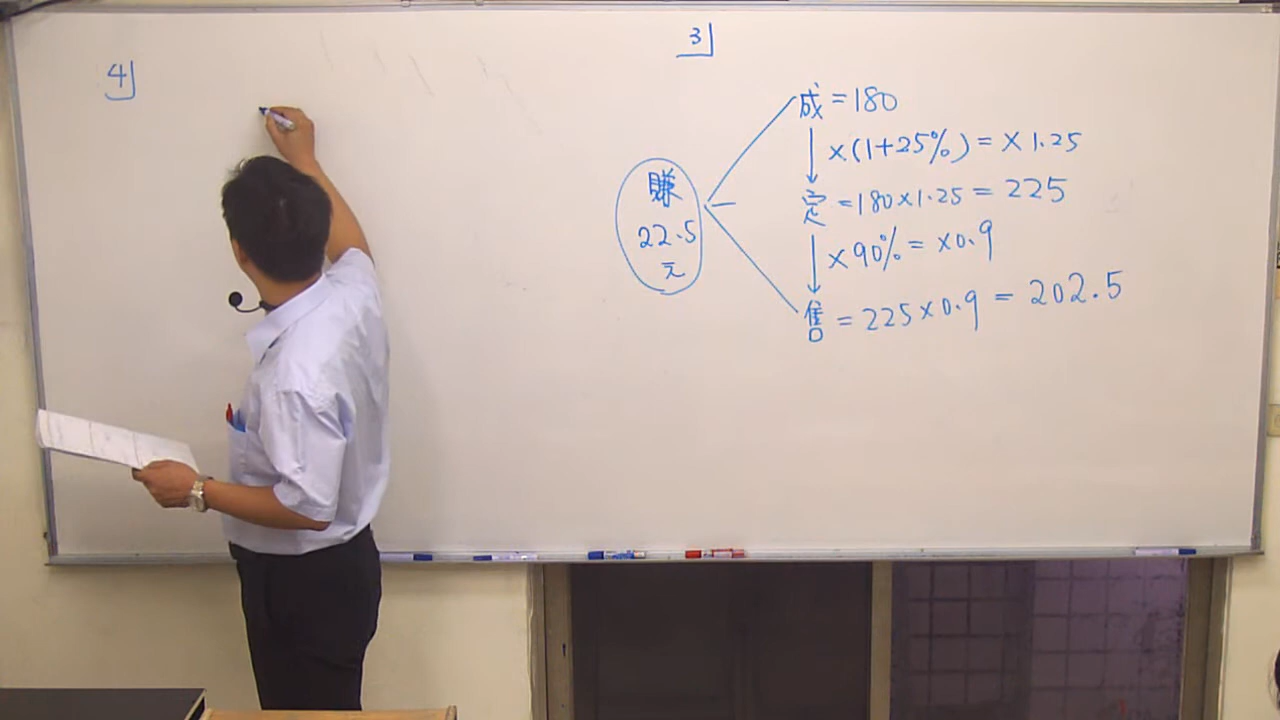 4
3
成 = 180
↓ ×(1+25%) = × 1.25
定 = 180×1.25 = 225
↓ ×90% = ×0.9
售 = 225×0.9 = 202.5
賺
22.5
元